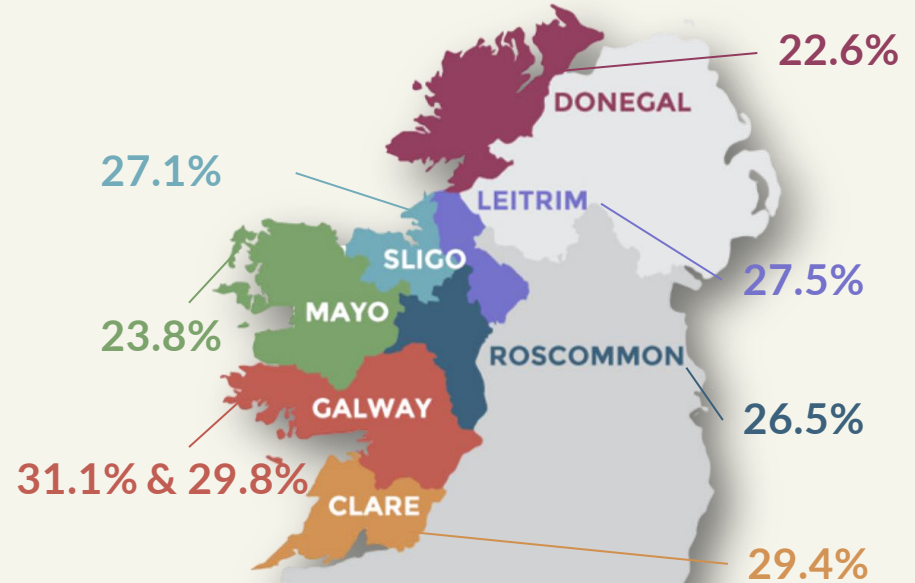 22.6%
DONEGAL
27.1%
LEITRIM
SLIGO
27.5%
MAYO
23.8%
ROSCOMMON
GALWAY
26.5%
31.1% & 29.8%
CLARE
29.4%